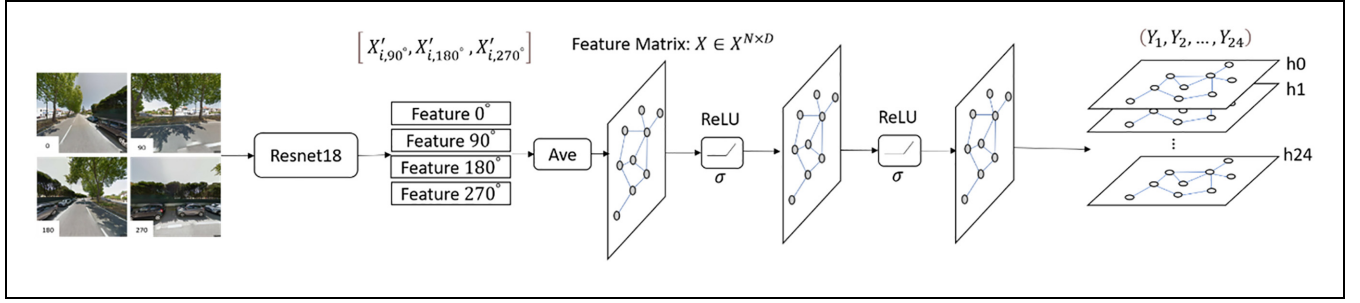 [X′i,90°, X′i,180°, X′i,270°]
Feature Matrix: X ∈ X^N×D
(Y1, Y2, …, Y24)
0
90
180
270
Resnet18
Feature 0°
Feature 90°
Feature 180°
Feature 270°
Ave
ReLU
σ
ReLU
σ
h0
h1
⋮
h24